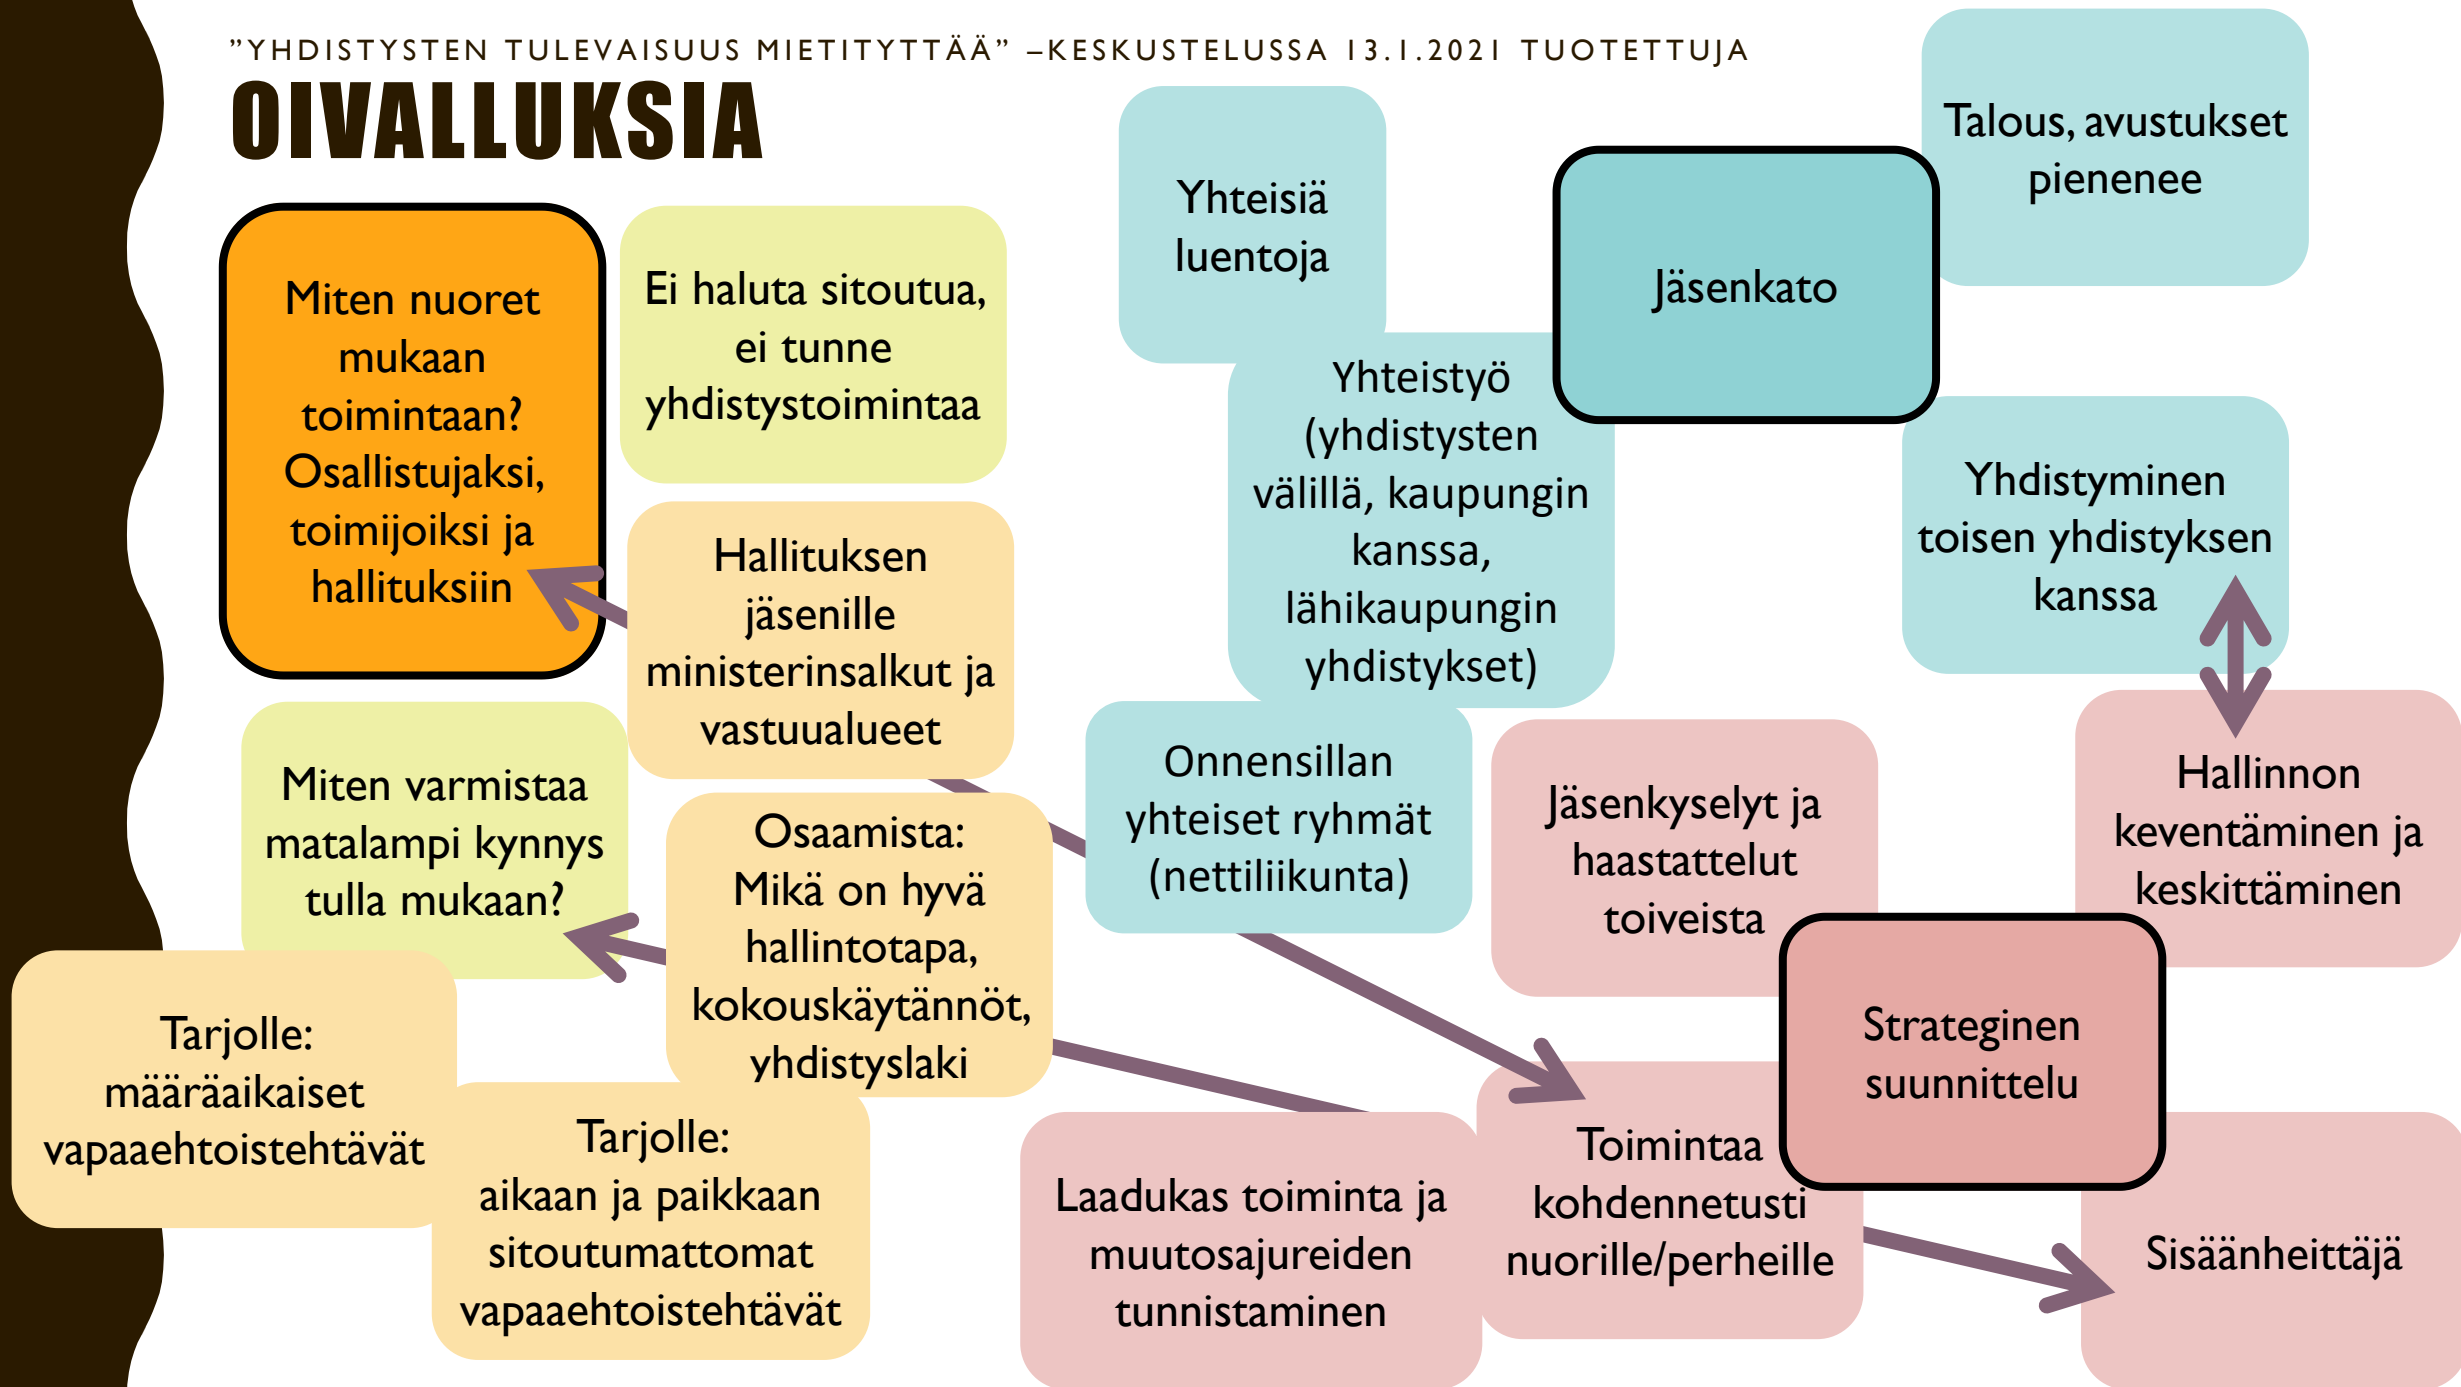 ”YHDISTYSTEN TULEVAISUUS MIETITYTTÄÄ” –KESKUSTELUSSA 13.1.2021 TUOTETTUJA
OIVALLUKSIA
Miten nuoret
mukaan
toimintaan?
Osallistujaksi,
toimijoiksi ja
hallituksiin
Ei haluta sitoutua,
ei tunne
yhdistystoimintaa
Hallituksen
jäsenille
ministerinsalkut ja
vastuualueet
Miten varmistaa
matalampi kynnys
tulla mukaan?
Osaamista:
Mikä on hyvä
hallintotapa,
kokouskäytännöt,
yhdistyslaki
Tarjolle:
määräaikaiset
vapaaehtoistehtävät
Tarjolle:
aikaan ja paikkaan
sitoutumattomat
vapaaehtoistehtävät
Yhteisiä
luentoja
Jäsenkato
Talous, avustukset
pienenee
Yhteistyö
(yhdistysten
välillä, kaupungin
kanssa,
lähikaupungin
yhdistykset)
Yhdistyminen
toisen yhdistyksen
kanssa
Onnensillan
yhteiset ryhmät
(nettiliikunta)
Jäsenkyselyt ja
haastattelut
toiveista
Hallinnon
keventäminen ja
keskittäminen
Strateginen
suunnittelu
Laadukas toiminta ja
muutosajureiden
tunnistaminen
Toimintaa
kohdennetusti
nuorille/perheille
Sisäänheittäjä